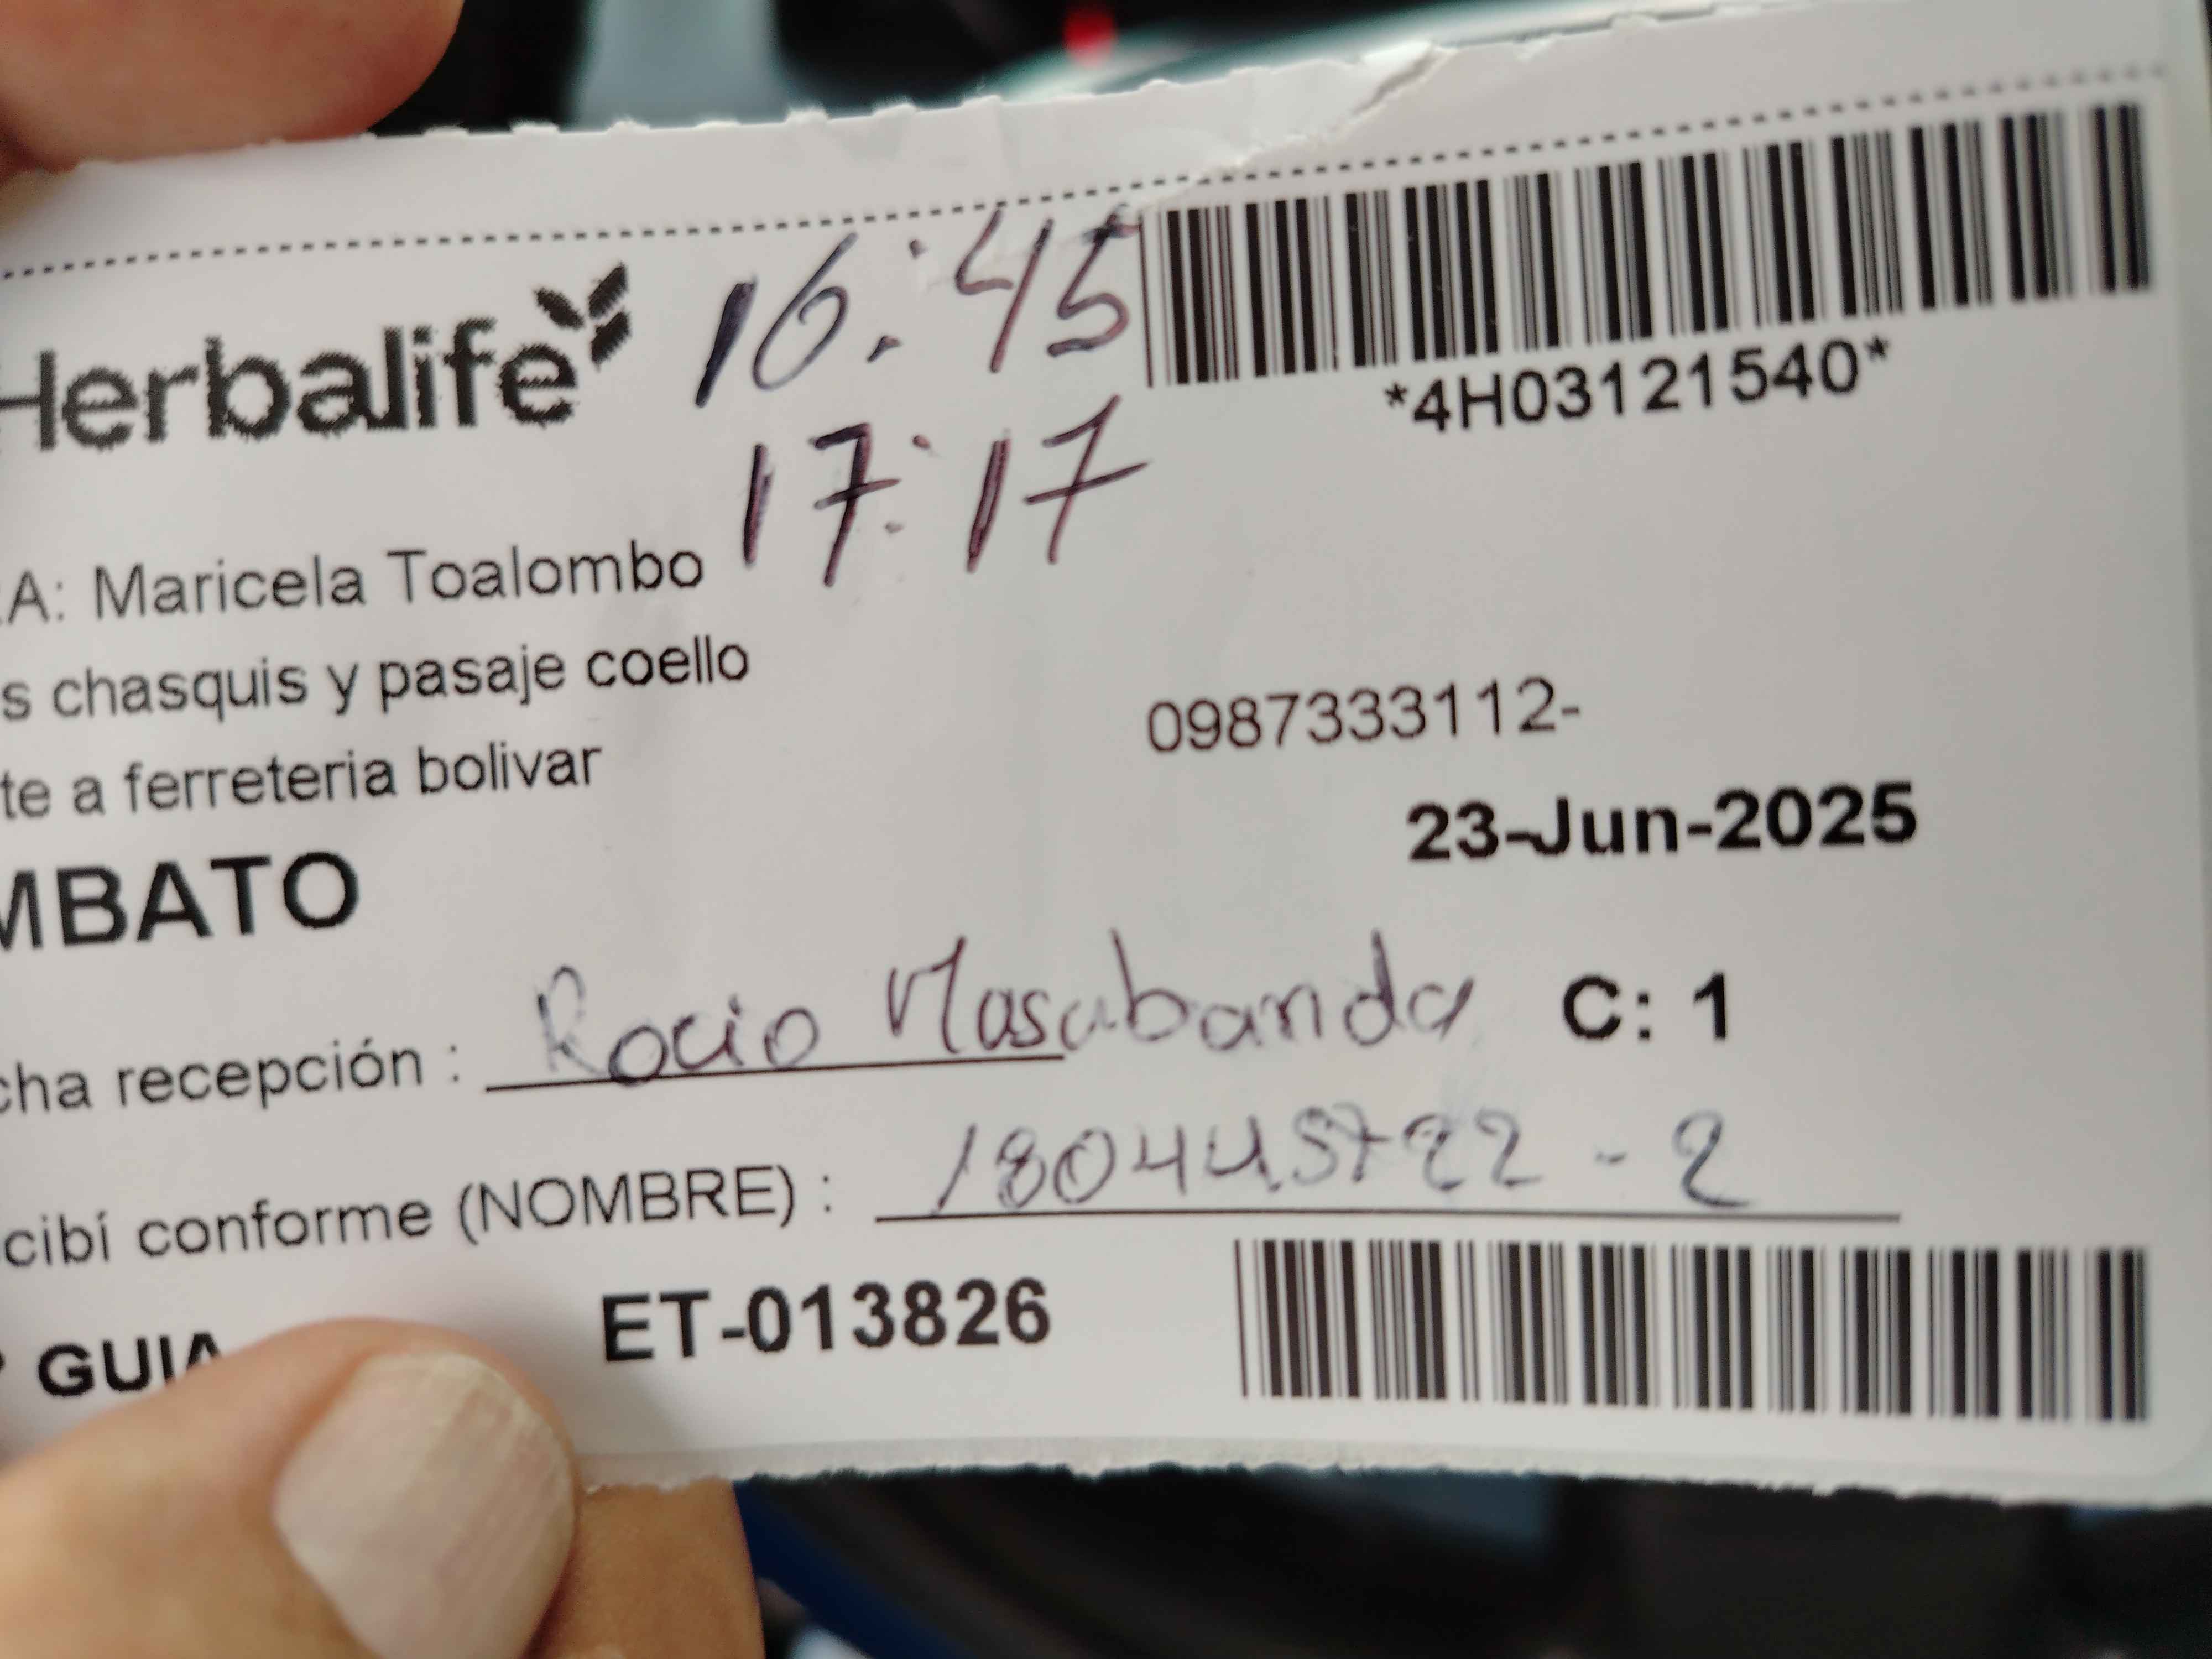 Herbalife
16:45
17:17
*4H03121540*
A: Maricela Toalombo
s chasquis y pasaje coello
0987333112-
te a ferreteria bolivar
23-Jun-2025
MBATO
cha recepción : Rocio Masabanda C: 1
cibí conforme (NOMBRE) : 180445722-2
GUIA
ET-013826